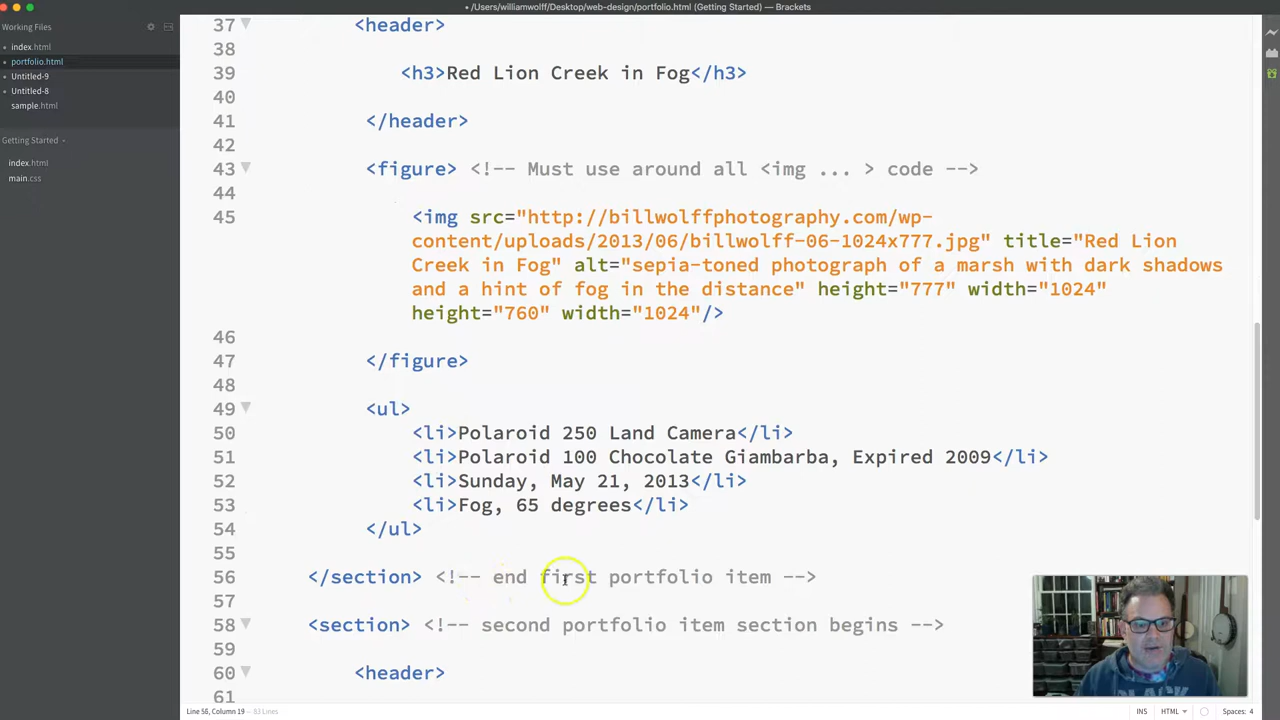 • /Users/williamwolff/Desktop/web-design/portfolio.html (Getting Started) — Brackets
Working Files
• index.html
• portfolio.html
• Untitled-9
• Untitled-8
sample.html
Getting Started
index.html
main.css
37 <header>
38
39 <h3>Red Lion Creek in Fog</h3>
40
41 </header>
42
43 <figure> <!-- Must use around all <img ... > code -->
44
45 <img src="http://billwolffphotography.com/wp-
content/uploads/2013/06/billwolff-06-1024x777.jpg" title="Red Lion
Creek in Fog" alt="sepia-toned photograph of a marsh with dark shadows
and a hint of fog in the distance" height="777" width="1024"
height="760" width="1024"/>
46
47 </figure>
48
49 <ul>
50 <li>Polaroid 250 Land Camera</li>
51 <li>Polaroid 100 Chocolate Giambarba, Expired 2009</li>
52 <li>Sunday, May 21, 2013</li>
53 <li>Fog, 65 degrees</li>
54 </ul>
55
56 </section> <!-- end first portfolio item -->
57
58 <section> <!-- second portfolio item section begins -->
59
60 <header>
61
BLACK
Line 55, Column 19 — 83 Lines
INS HTML Spaces: 4